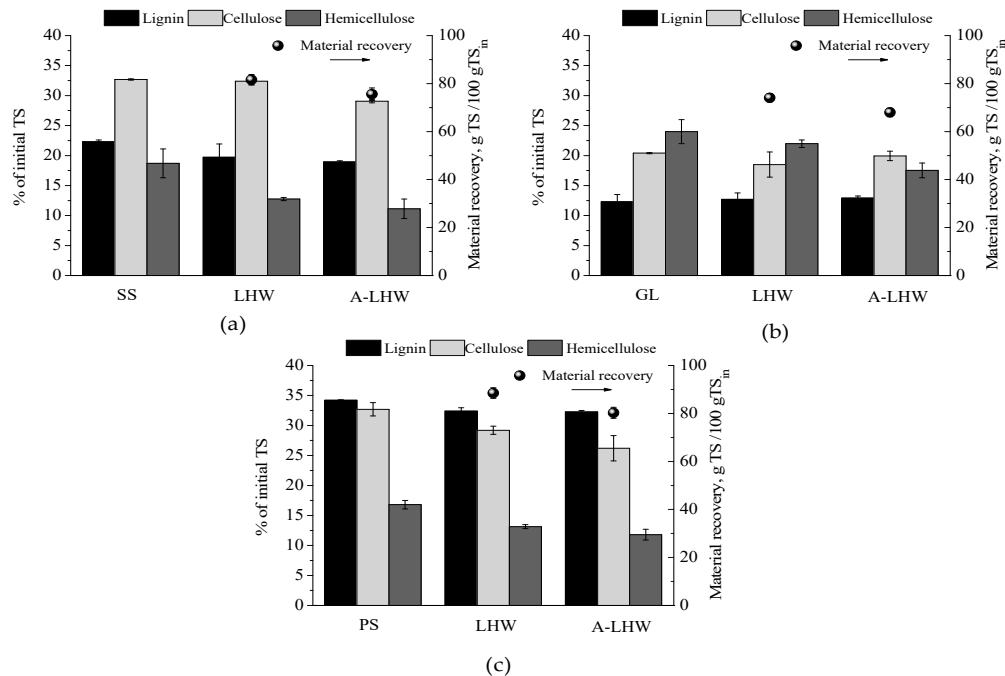 Lignin Cellulose Hemicellulose
Material recovery
% of initial TS
40
35
30
25
20
15
10
5
0
100
80
60
40
20
0
Material recovery, g TS /100 gTSin
SS LHW A-LHW
(a)
Lignin Cellulose Hemicellulose
Material recovery
% of initial TS
40
35
30
25
20
15
10
5
0
100
80
60
40
20
0
Material recovery, g TS /100 gTSin
GL LHW A-LHW
(b)
Lignin Cellulose Hemicellulose
Material recovery
% of initial TS
40
35
30
25
20
15
10
5
0
100
80
60
40
20
0
Material recovery, g TS /100 gTSin
PS LHW A-LHW
(c)